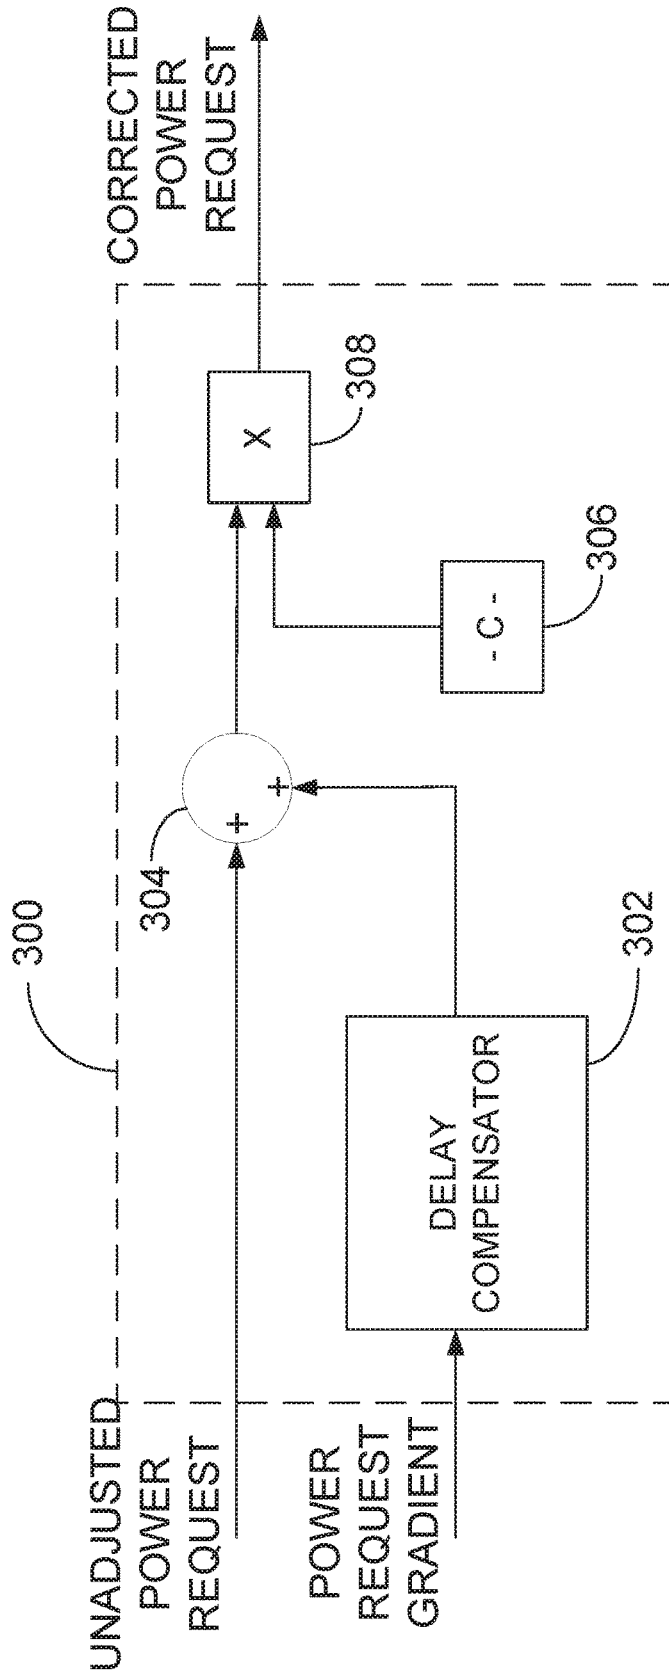 300
UNADJUSTED
POWER
REQUEST
304
+
+
X
308
CORRECTED
POWER
REQUEST
POWER
REQUEST
GRADIENT
DELAY
COMPENSATOR
302
- C -
306